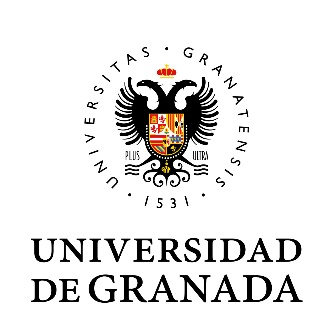 · UNIVERSITAS · GRANATENSIS · 1531
PLUS ULTRA
UNIVERSIDAD
DE GRANADA